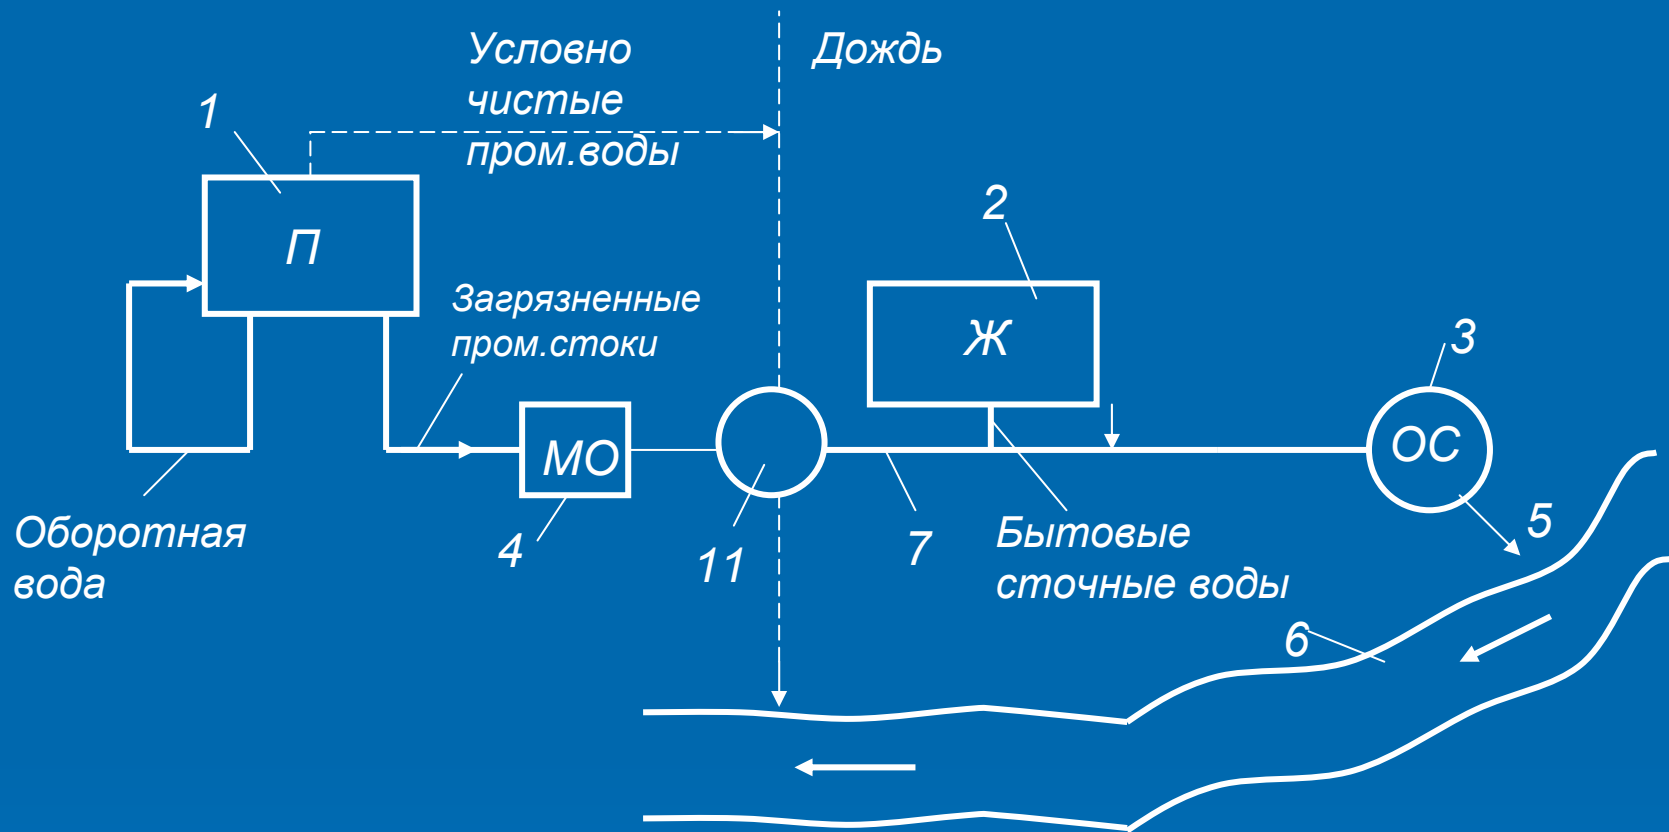 Условно
чистые
пром.воды
Дождь
1
П
2
Загрязненные
пром.стоки
Ж
3
МО
ОС
Оборотная
вода
4
11
7
Бытовые
сточные воды
5
6